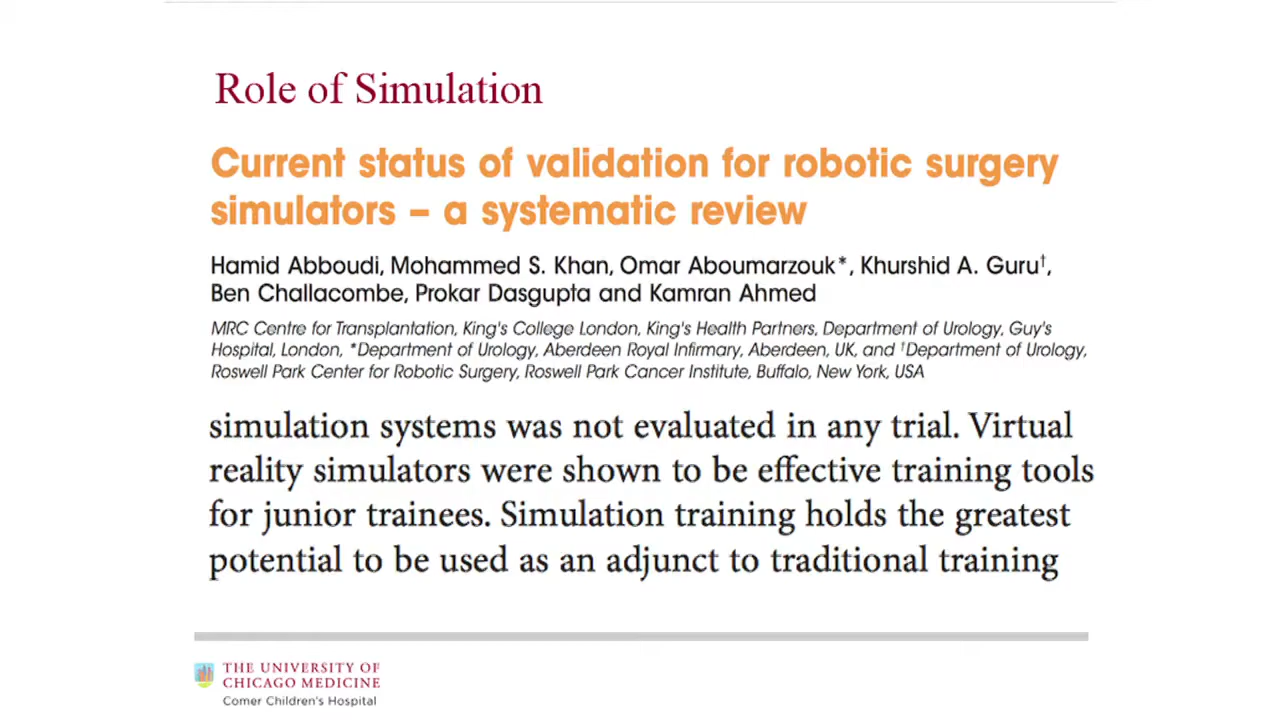 Role of Simulation
Current status of validation for robotic surgery
simulators – a systematic review
Hamid Abboudi, Mohammed S. Khan, Omar Aboumarzouk*, Khurshid A. Guru†,
Ben Challacombe, Prokar Dasgupta and Kamran Ahmed
MRC Centre for Transplantation, King's College London, King's Health Partners, Department of Urology, Guy's
Hospital, London, *Department of Urology, Aberdeen Royal Infirmary, Aberdeen, UK, and †Department of Urology,
Roswell Park Center for Robotic Surgery, Roswell Park Cancer Institute, Buffalo, New York, USA
simulation systems was not evaluated in any trial. Virtual
reality simulators were shown to be effective training tools
for junior trainees. Simulation training holds the greatest
potential to be used as an adjunct to traditional training
THE UNIVERSITY OF
CHICAGO MEDICINE
Comer Children's Hospital